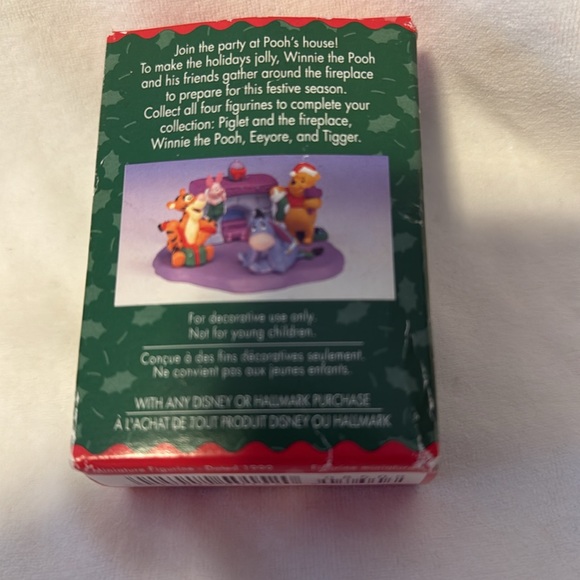 Join the party at Pooh's house!
To make the holidays jolly, Winnie the Pooh
and his friends gather around the fireplace
to prepare for this festive season.
Collect all four figurines to complete your
collection: Piglet and the fireplace,
Winnie the Pooh, Eeyore, and Tigger.
For decorative use only.
Not for young children.
Conçue à des fins décoratives seulement.
Ne convient pas aux jeunes enfants.
WITH ANY DISNEY OR HALLMARK PURCHASE
À L'ACHAT DE TOUT PRODUIT DISNEY OU HALLMARK
Miniature Figurine - Dated